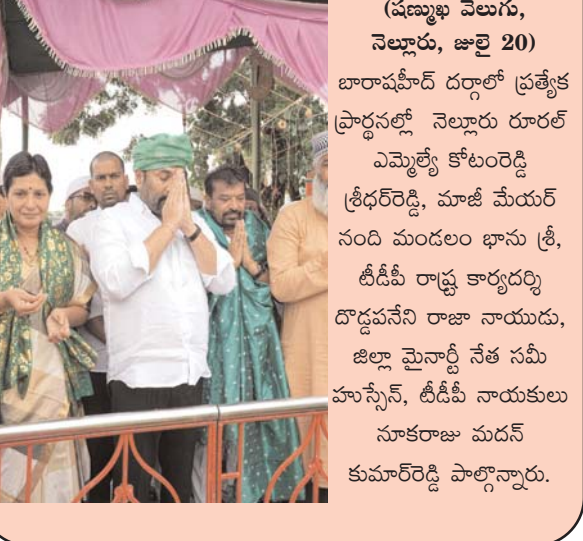 (షణ్ముఖ వెలుగు,
నెల్లూరు, జులై 20)
బారాషహీద్ దర్గాలో ప్రత్యేక
ప్రార్థనల్లో నెల్లూరు రూరల్
ఎమ్మెల్యే కోటంరెడ్డి
శ్రీధర్‌రెడ్డి, మాజీ మేయర్
నంది మండలం భాను శ్రీ,
టీడీపీ రాష్ట్ర కార్యదర్శి
దొడ్డపనేని రాజా నాయుడు,
జిల్లా మైనార్టీ నేత సమీ
హుస్సేన్, టీడీపీ నాయకులు
నూకరాజు మదన్
కుమార్‌రెడ్డి పాల్గొన్నారు.